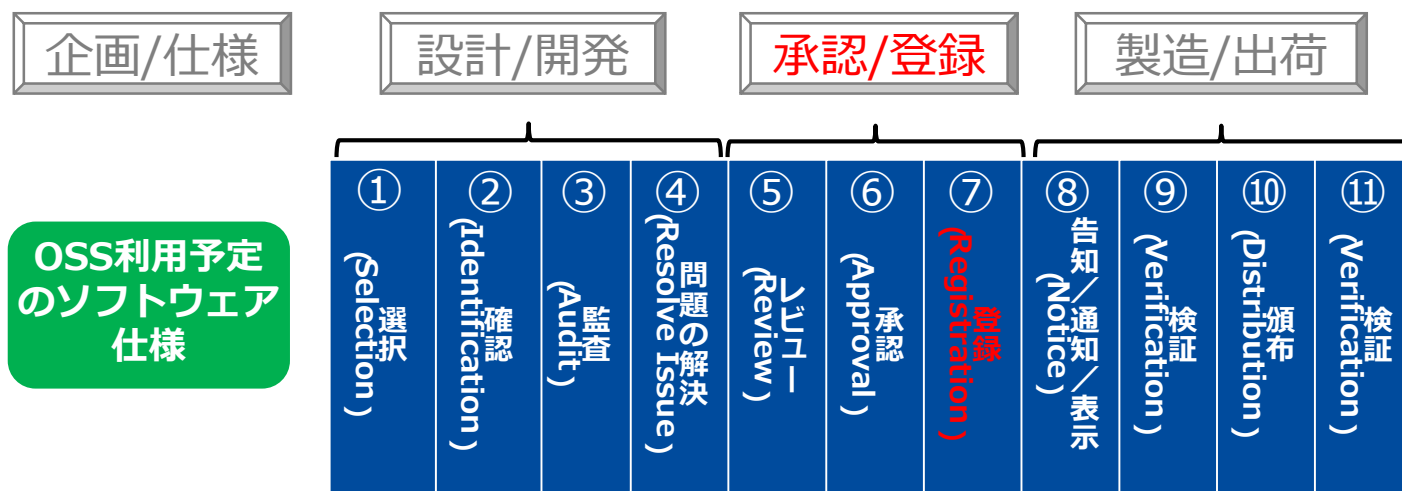 企画/仕様
設計/開発
承認/登録
製造/出荷
OSS利用予定
のソフトウェア
仕様
①
選択
(Selection)
②
確認
(Identification)
③
監査
(Audit)
④
問題の解決
(Resolve Issue)
⑤
レビュー
(Review)
⑥
承認
(Approval)
⑦
登録
(Registration)
⑧
告知/通知/表示
(Notice)
⑨
検証
(Verification)
⑩
頒布
(Distribution)
⑪
検証
(Verification)